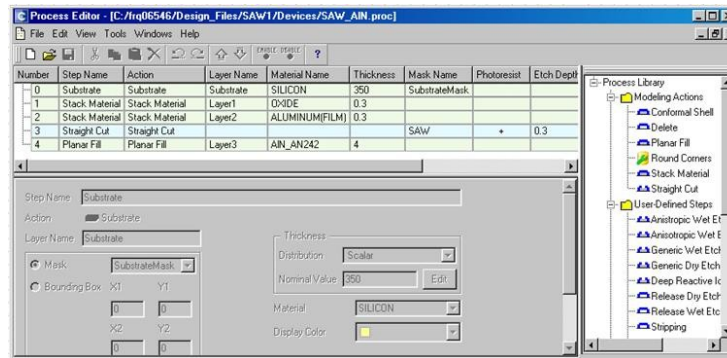 Process Editor - [C:/frq06546/Design_Files/SAW1/Devices/SAW_AIN.proc]
File Edit View Tools Windows Help
ENABLE DISABLE ?
Number Step Name Action Layer Name Material Name Thickness Mask Name Photoresist Etch Depth
0 Substrate Substrate Substrate SILICON 350 SubstrateMask
1 Stack Material Stack Material Layer1 OXIDE 0.3
2 Stack Material Stack Material Layer2 ALUMINUM(FILM) 0.3
3 Straight Cut Straight Cut SAW + 0.3
4 Planar Fill Planar Fill Layer3 AIN_AN242 4
Step Name Substrate
Action Substrate
Layer Name Substrate
Mask SubstrateMask
Bounding Box X1 Y1
0 0
X2 Y2
0 0
Thickness
Distribution Scalar
Nominal Value 350 Edit
Material SILICON
Display Color
Process Library
Modeling Actions
Conformal Shell
Delete
Planar Fill
Round Corners
Stack Material
Straight Cut
User-Defined Steps
Anistropic Wet Et
Anisotropic Wet E
Generic Wet Etch
Generic Dry Etch
Deep Reactive Ic
Release Dry Etch
Release Wet Etc
Stripping